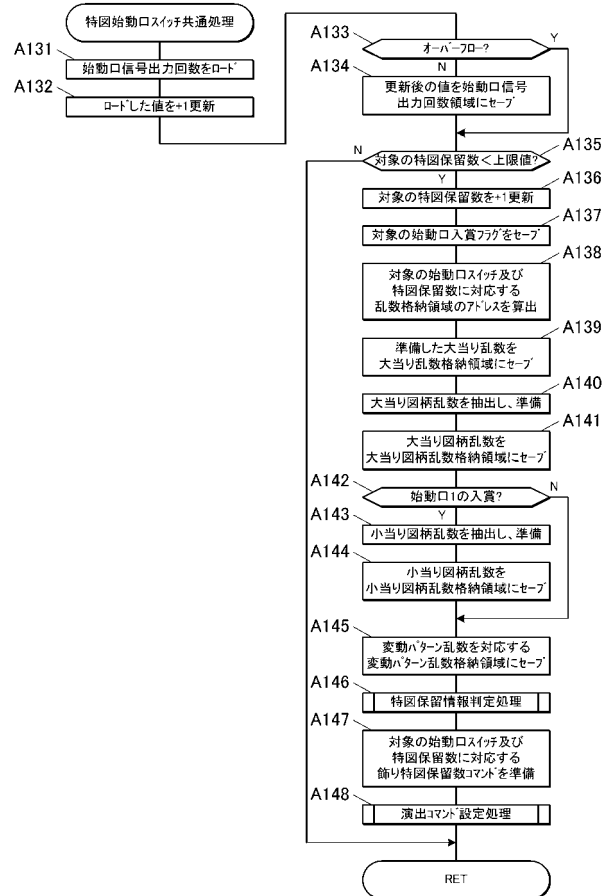 特図始動口スイッチ共通処理
A131
始動口信号出力回数をロード
A132
ロードした値を+1更新
A133
オーバーフロー?
Y
N
A134
更新後の値を始動口信号
出力回数領域にセーブ
A135
対象の特図保留数<上限値?
N
Y
A136
対象の特図保留数を+1更新
A137
対象の始動口入賞フラグをセーブ
A138
対象の始動口スイッチ及び
特図保留数に対応する
乱数格納領域のアドレスを算出
A139
準備した大当り乱数を
大当り乱数格納領域にセーブ
A140
大当り図柄乱数を抽出し、準備
A141
大当り図柄乱数を
大当り図柄乱数格納領域にセーブ
A142
始動口1の入賞?
N
Y
A143
小当り図柄乱数を抽出し、準備
A144
小当り図柄乱数を
小当り図柄乱数格納領域にセーブ
A145
変動パターン乱数を対応する
変動パターン乱数格納領域にセーブ
A146
特図保留情報判定処理
A147
対象の始動口スイッチ及び
特図保留数に対応する
飾り特図保留数コマンドを準備
A148
演出コマンド設定処理
RET